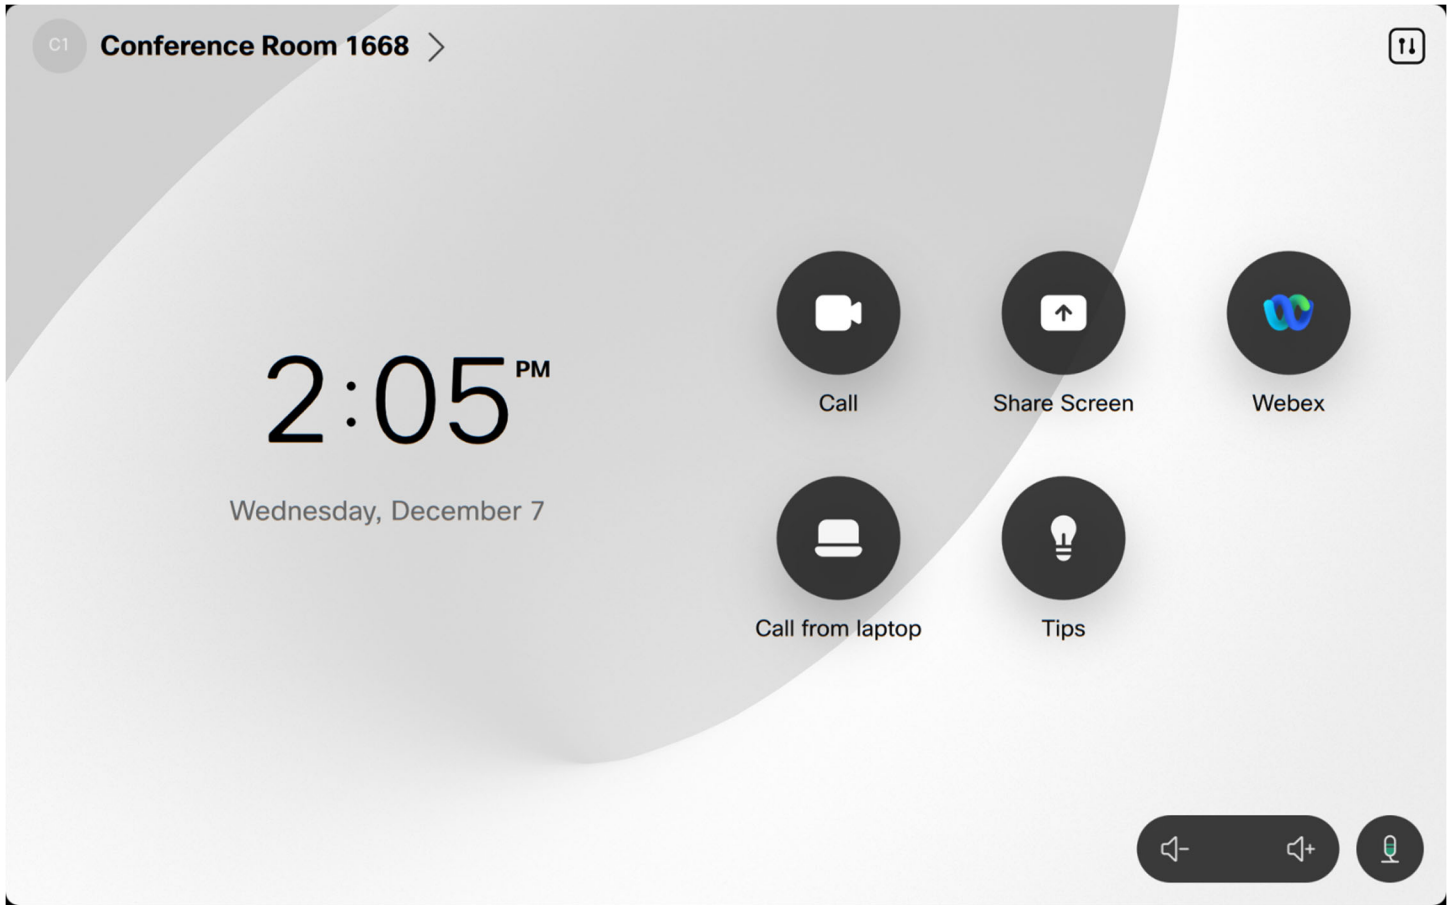 C1
Conference Room 1668
2:05 PM
Wednesday, December 7
Call
Share Screen
Webex
Call from laptop
Tips